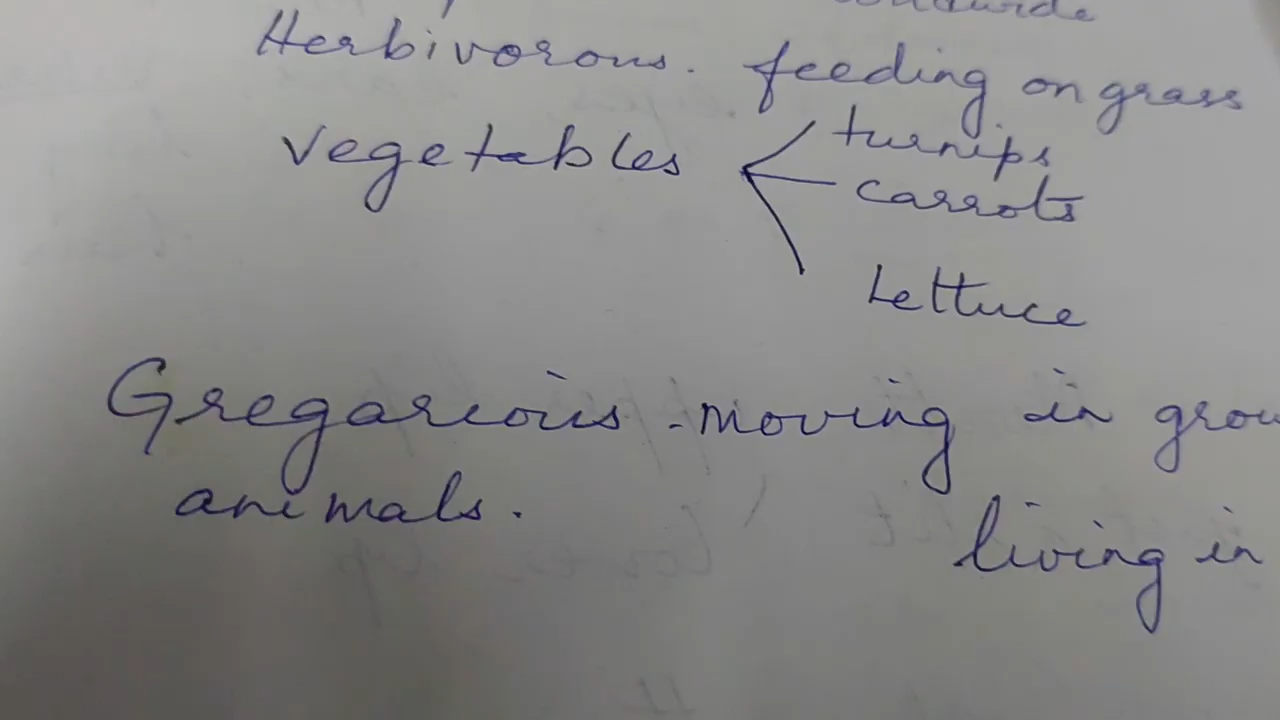 Herbivorous. feeding on grass
vegetables
turnips
carrots
Lettuce
Gregarious - moving in grou
animals.
living in